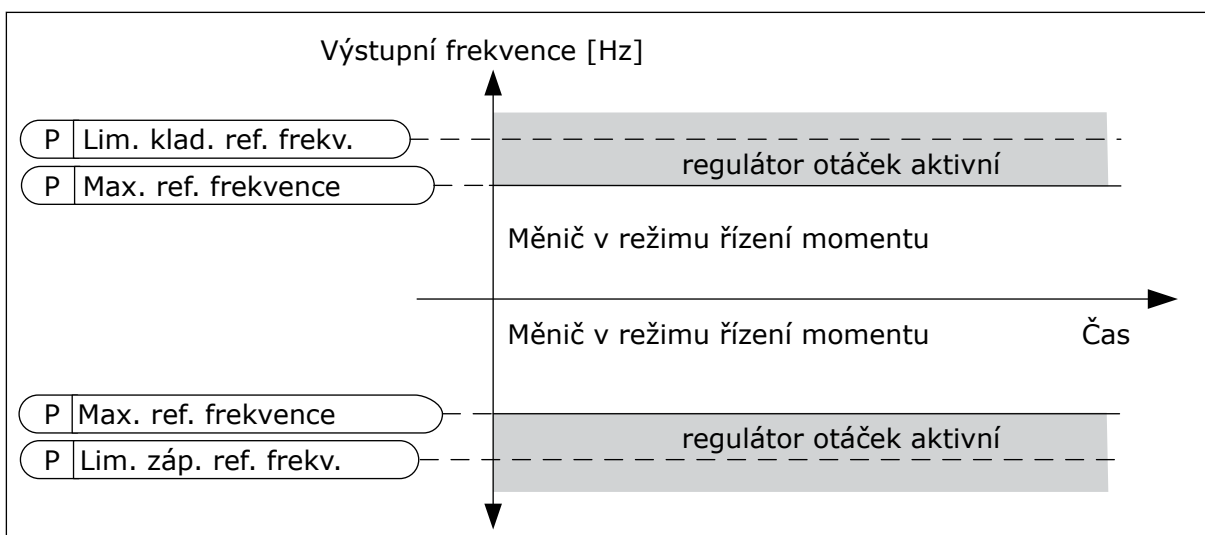 Výstupní frekvence [Hz]
P Lim. klad. ref. frekv.
regulátor otáček aktivní
P Max. ref. frekvence
Měnič v režimu řízení momentu
Měnič v režimu řízení momentu
Čas
P Max. ref. frekvence
regulátor otáček aktivní
P Lim. záp. ref. frekv.